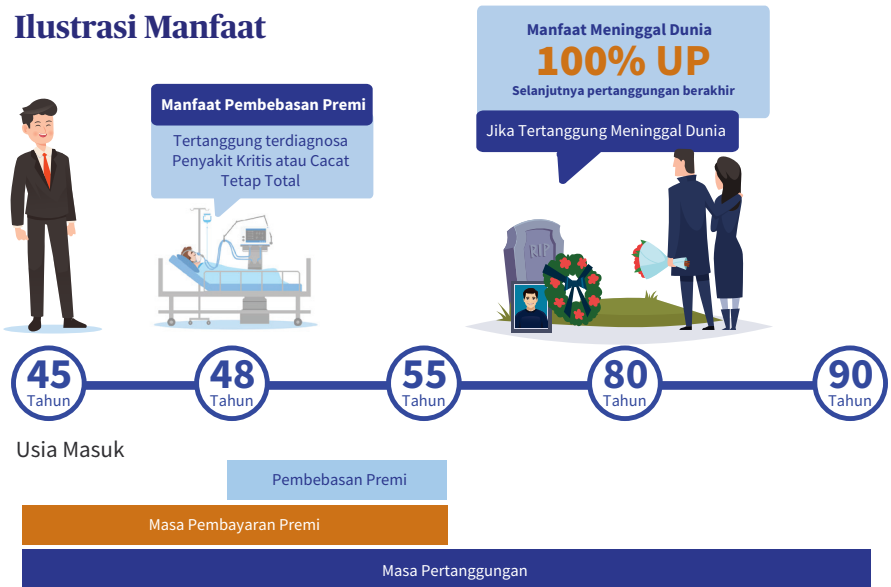 Ilustrasi Manfaat
Manfaat Meninggal Dunia
100% UP
Selanjutnya pertanggungan berakhir
Jika Tertanggung Meninggal Dunia
Manfaat Pembebasan Premi
Tertanggung terdiagnosa
Penyakit Kritis atau Cacat
Tetap Total
RIP
45
Tahun
48
Tahun
55
Tahun
80
Tahun
90
Tahun
Usia Masuk
Pembebasan Premi
Masa Pembayaran Premi
Masa Pertanggungan